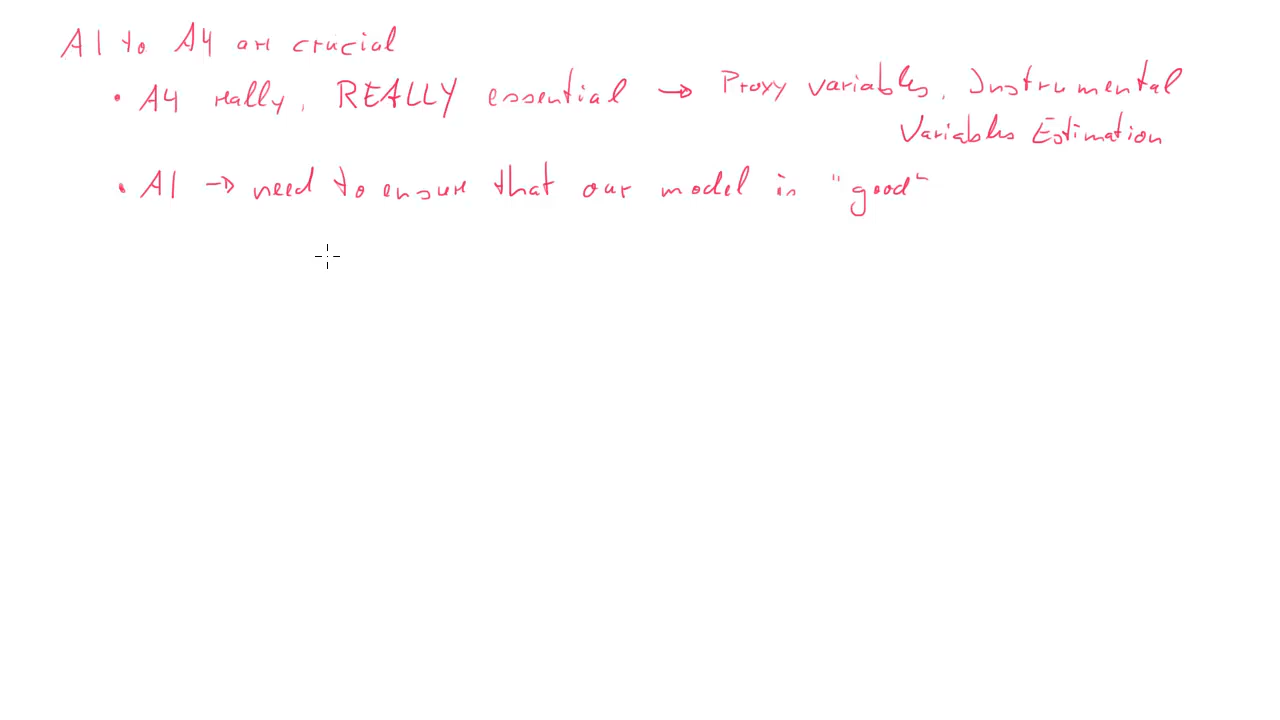 A1 to A4 are crucial
• A4 really, REALLY essential → Proxy variables, Instrumental
Variables Estimation
• A1 → need to ensure that our model is "good"